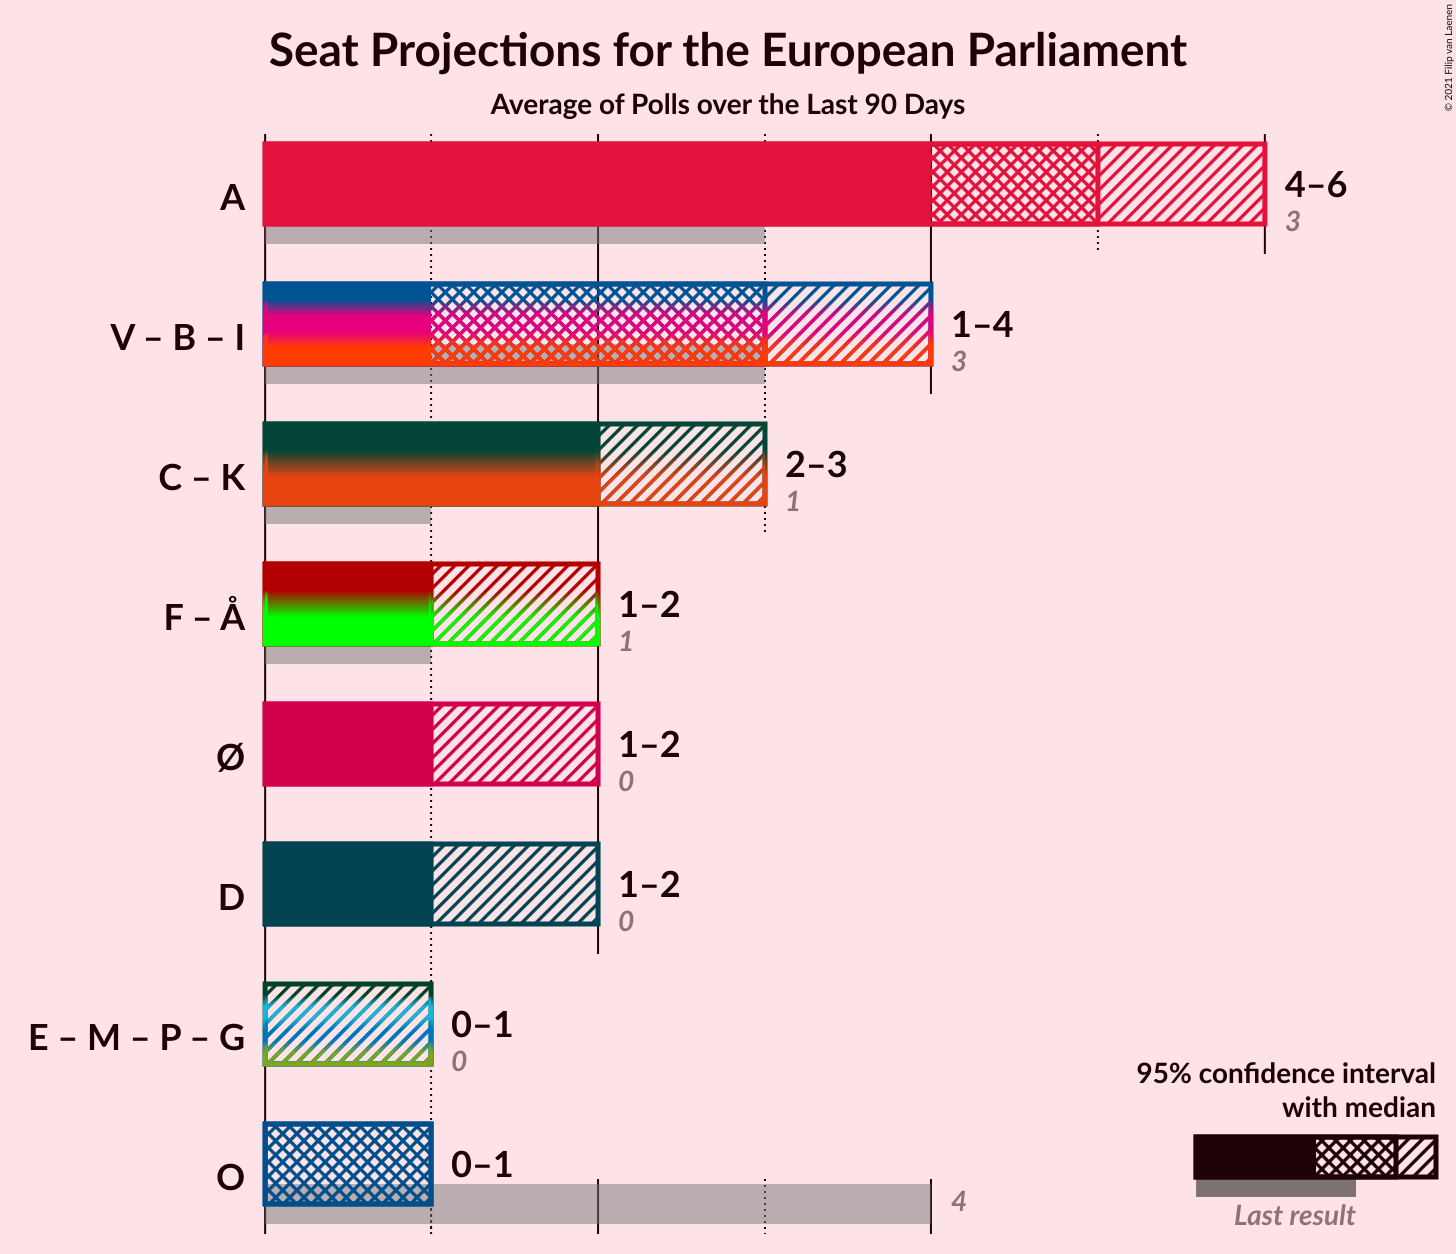 Seat Projections for the European Parliament
Average of Polls over the Last 90 Days
© 2021 Filip van Laenen
A
4–6
3
V – B – I
1–4
3
C – K
2–3
1
F – Å
1–2
1
Ø
1–2
0
D
1–2
0
E – M – P – G
0–1
0
O
0–1
4
95% confidence interval
with median
Last result